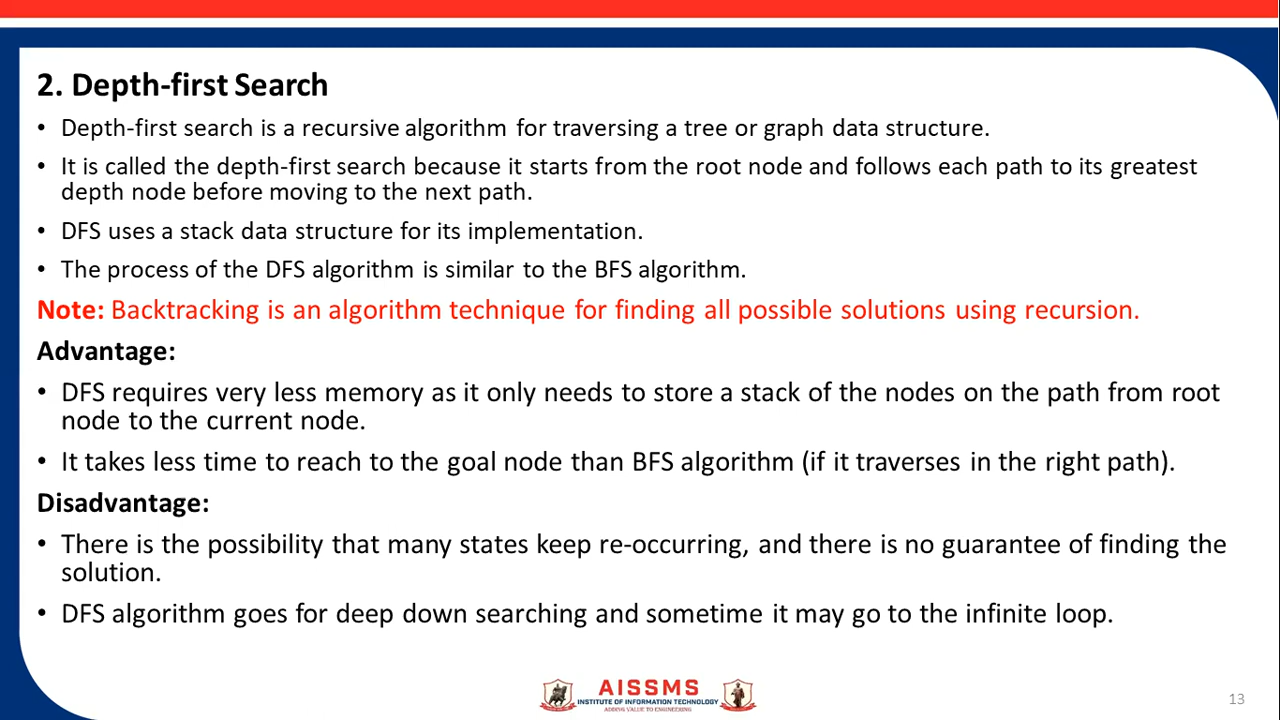 2. Depth-first Search
• Depth-first search is a recursive algorithm for traversing a tree or graph data structure.
• It is called the depth-first search because it starts from the root node and follows each path to its greatest
depth node before moving to the next path.
• DFS uses a stack data structure for its implementation.
• The process of the DFS algorithm is similar to the BFS algorithm.
Note: Backtracking is an algorithm technique for finding all possible solutions using recursion.
Advantage:
• DFS requires very less memory as it only needs to store a stack of the nodes on the path from root
node to the current node.
• It takes less time to reach to the goal node than BFS algorithm (if it traverses in the right path).
Disadvantage:
• There is the possibility that many states keep re-occurring, and there is no guarantee of finding the
solution.
• DFS algorithm goes for deep down searching and sometime it may go to the infinite loop.
AISSMS
INSTITUTE OF INFORMATION TECHNOLOGY
ADDING VALUE TO ENGINEERING
13